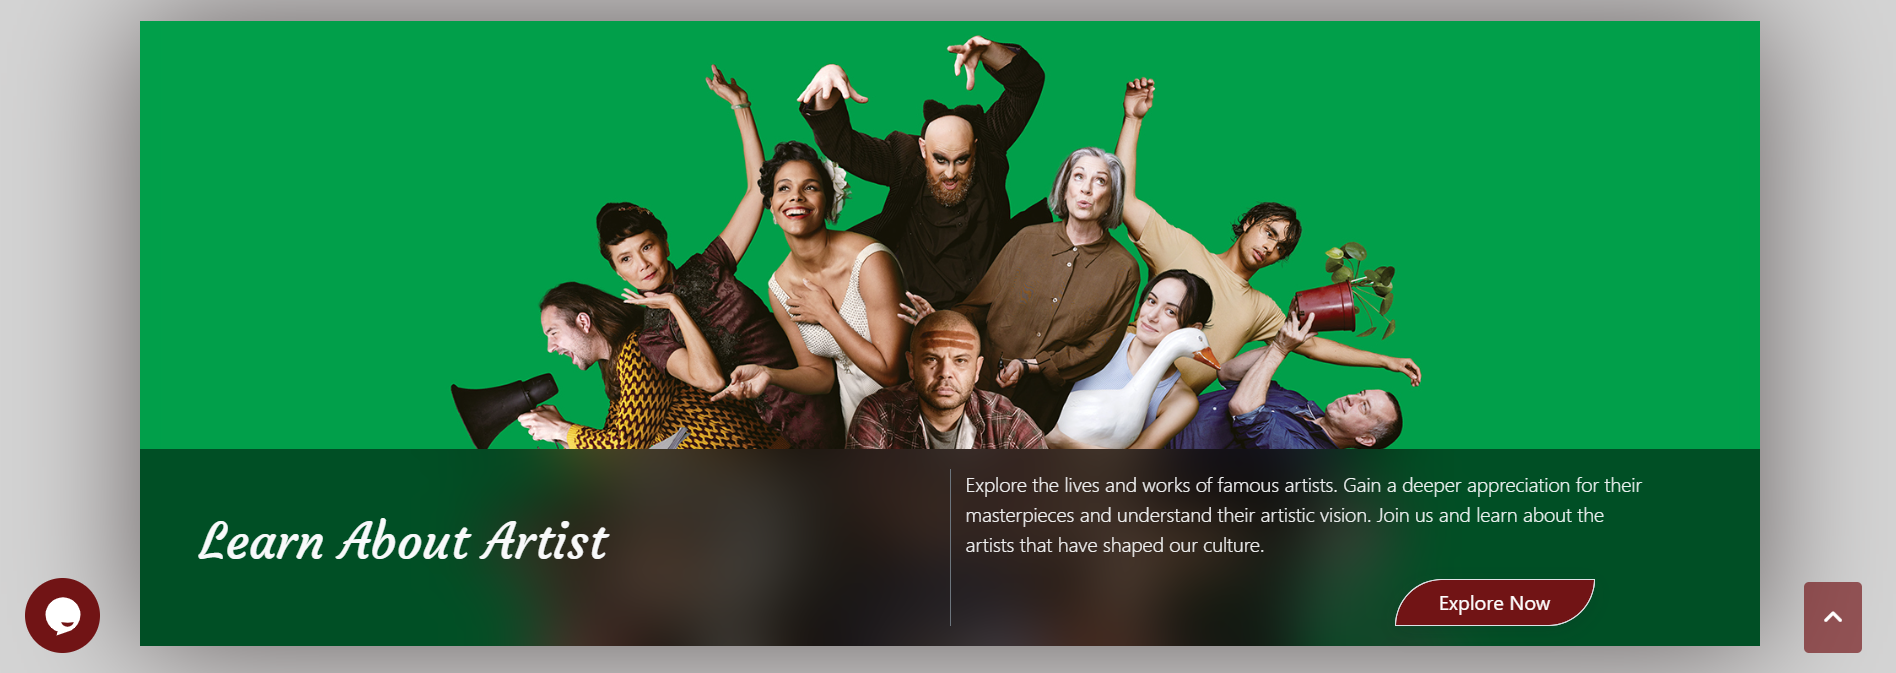 Learn About Artist
Explore the lives and works of famous artists. Gain a deeper appreciation for their
masterpieces and understand their artistic vision. Join us and learn about the
artists that have shaped our culture.
Explore Now